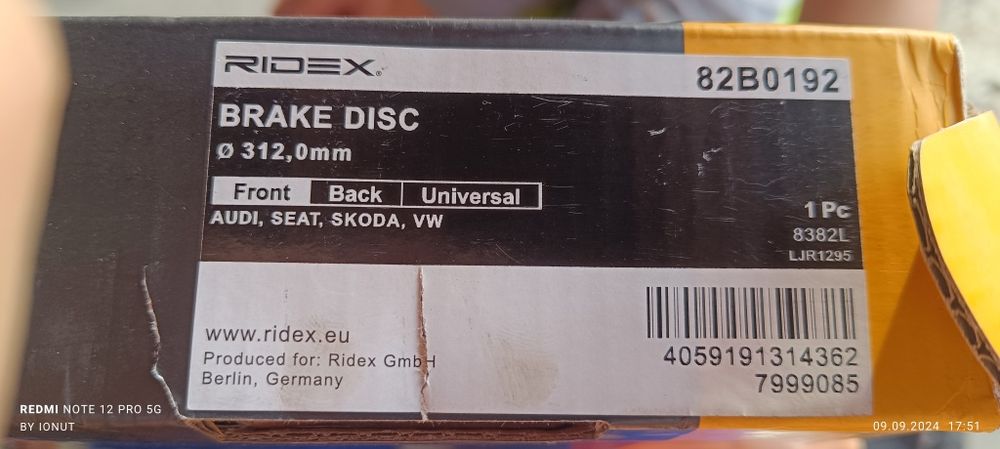 RIDEX®
82B0192
BRAKE DISC
Ø 312,0mm
Front Back Universal
AUDI, SEAT, SKODA, VW
1 Pc
8382L
LJR1295
www.ridex.eu
Produced for: Ridex GmbH
Berlin, Germany
4059191314362
7999085
REDMI NOTE 12 PRO 5G
BY IONUT
09.09.2024 17:51